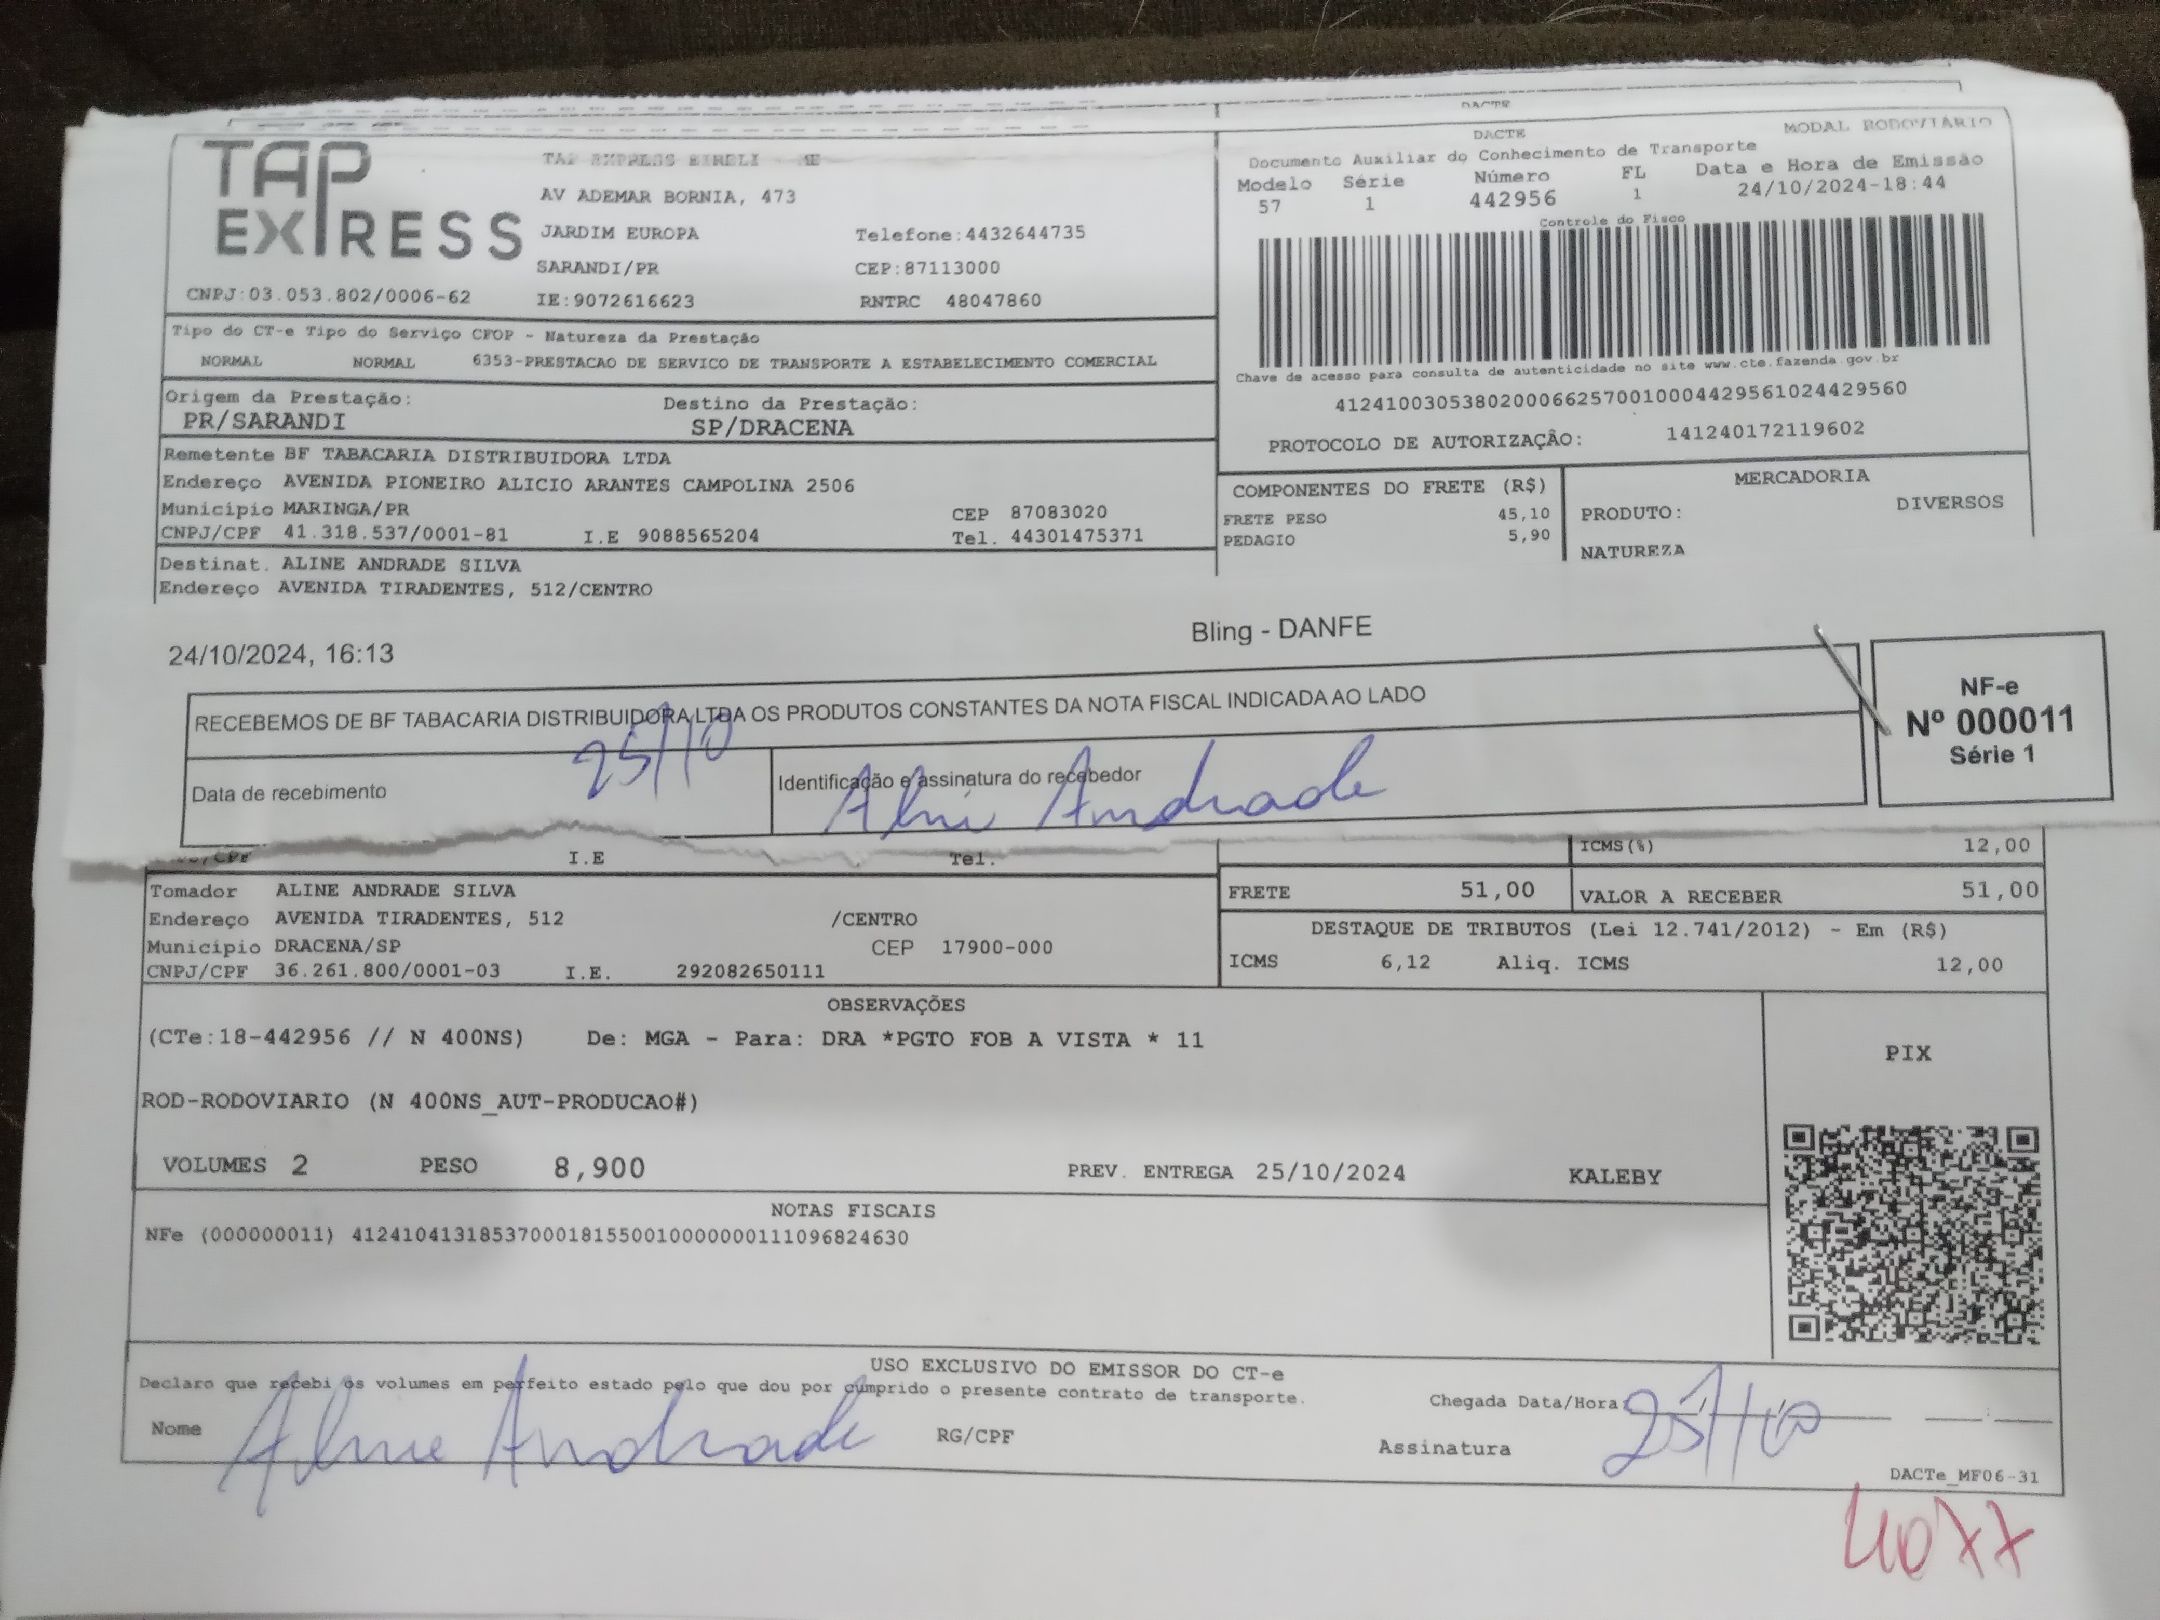 DACTE
TAP EXPRESS
TAP EXPRESS EIRELI ME
AV ADEMAR BORNIA, 473
JARDIM EUROPA Telefone:4432644735
SARANDI/PR CEP:87113000
CNPJ:03.053.802/0006-62 IE:9072616623 RNTRC 48047860
DACTE MODAL RODOVIÁRIO
Documento Auxiliar do Conhecimento de Transporte
Modelo Série Número FL Data e Hora de Emissão
57 1 442956 1 24/10/2024-18:44
Controle do Fisco
Chave de acesso para consulta de autenticidade no site www.cte.fazenda.gov.br
41241003053802000662570010004429561024429560
PROTOCOLO DE AUTORIZAÇÃO: 141240172119602
Tipo do CT-e Tipo do Serviço CFOP - Natureza da Prestação
NORMAL NORMAL 6353-PRESTACAO DE SERVICO DE TRANSPORTE A ESTABELECIMENTO COMERCIAL
Origem da Prestação: Destino da Prestação:
PR/SARANDI SP/DRACENA
Remetente BF TABACARIA DISTRIBUIDORA LTDA
Endereço AVENIDA PIONEIRO ALICIO ARANTES CAMPOLINA 2506
Município MARINGA/PR CEP 87083020
CNPJ/CPF 41.318.537/0001-81 I.E 9088565204 Tel. 44301475371
COMPONENTES DO FRETE (R$)
FRETE PESO 45,10
PEDAGIO 5,90
MERCADORIA
PRODUTO: DIVERSOS
NATUREZA
Destinat. ALINE ANDRADE SILVA
Endereço AVENIDA TIRADENTES, 512/CENTRO
24/10/2024, 16:13 Bling - DANFE
RECEBEMOS DE BF TABACARIA DISTRIBUIDORA LTDA OS PRODUTOS CONSTANTES DA NOTA FISCAL INDICADA AO LADO
Data de recebimento 25/10
Identificação e assinatura do recebedor
Aline Andrade
NF-e
Nº 000011
Série 1
/CPF I.E Tel.
ICMS(%) 12,00
Tomador ALINE ANDRADE SILVA
Endereço AVENIDA TIRADENTES, 512 /CENTRO
Município DRACENA/SP CEP 17900-000
CNPJ/CPF 36.261.800/0001-03 I.E. 292082650111
FRETE 51,00 VALOR A RECEBER 51,00
DESTAQUE DE TRIBUTOS (Lei 12.741/2012) - Em (R$)
ICMS 6,12 Aliq. ICMS 12,00
OBSERVAÇÕES
(CTe:18-442956 // N 400NS) De: MGA - Para: DRA *PGTO FOB A VISTA * 11
ROD-RODOVIARIO (N 400NS_AUT-PRODUCAO#)
VOLUMES 2 PESO 8,900 PREV. ENTREGA 25/10/2024 KALEBY
PIX
NOTAS FISCAIS
NFe (000000011) 41241041318537000181550010000000111096824630
USO EXCLUSIVO DO EMISSOR DO CT-e
Declaro que recebi os volumes em perfeito estado pelo que dou por cumprido o presente contrato de transporte.
Nome Aline Andrade RG/CPF
Chegada Data/Hora: 25/10
Assinatura
DACTe_MF06-31
4077